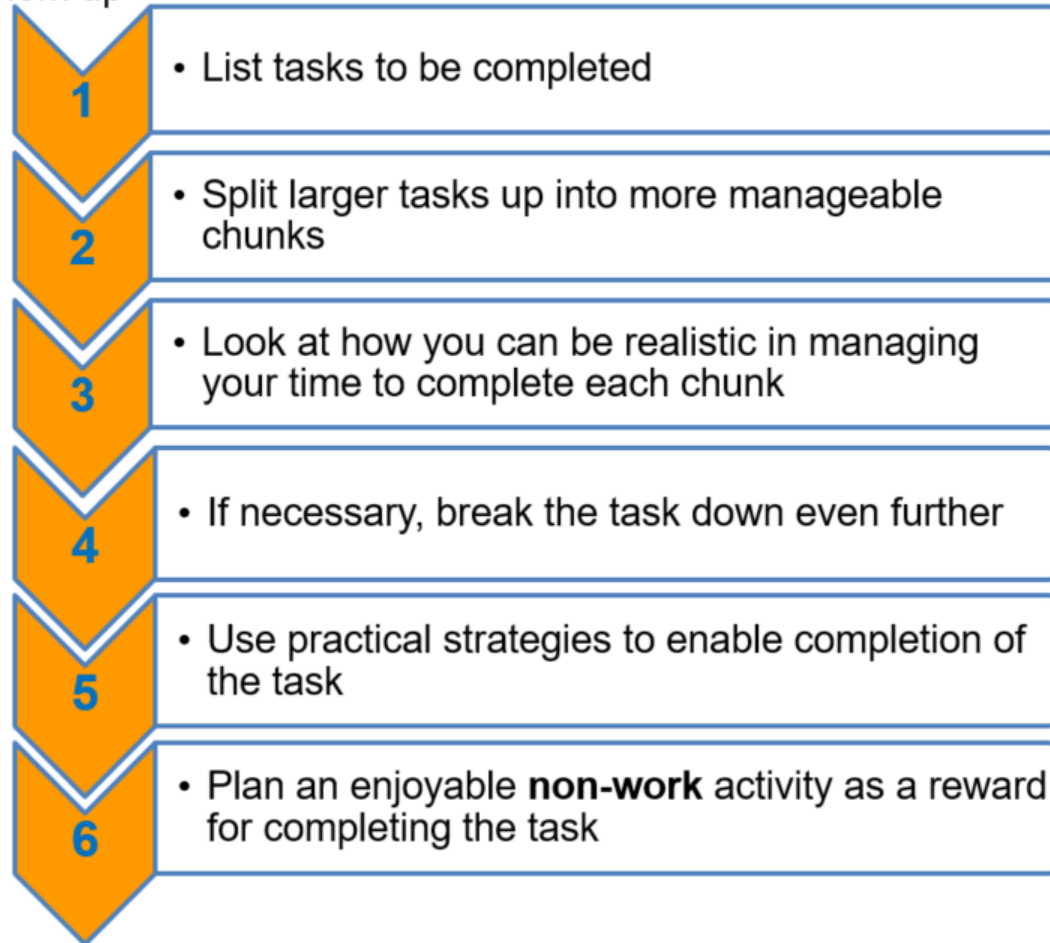 1
• List tasks to be completed
2
• Split larger tasks up into more manageable
chunks
3
• Look at how you can be realistic in managing
your time to complete each chunk
4
• If necessary, break the task down even further
5
• Use practical strategies to enable completion of
the task
6
• Plan an enjoyable non-work activity as a reward
for completing the task